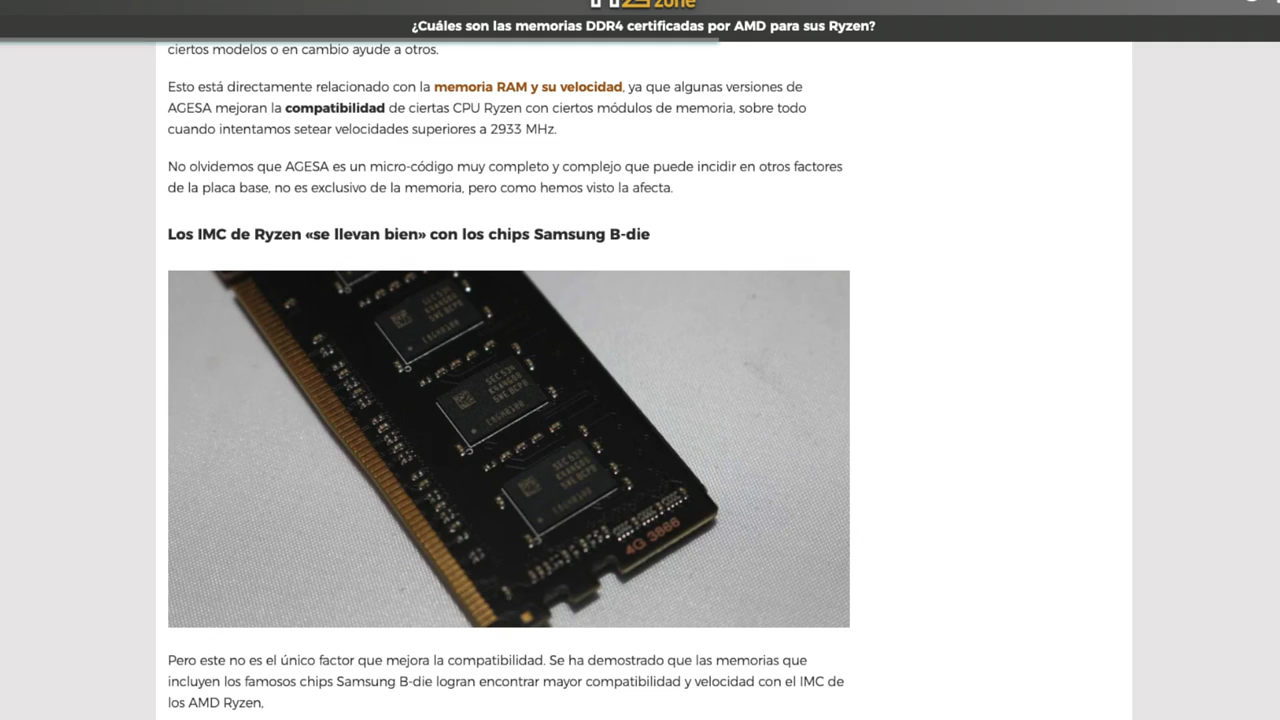 zone
¿Cuáles son las memorias DDR4 certificadas por AMD para sus Ryzen?
ciertos modelos o en cambio ayude a otros.
Esto está directamente relacionado con la memoria RAM y su velocidad, ya que algunas versiones de
AGESA mejoran la compatibilidad de ciertas CPU Ryzen con ciertos módulos de memoria, sobre todo
cuando intentamos setear velocidades superiores a 2933 MHz.
No olvidemos que AGESA es un micro-código muy completo y complejo que puede incidir en otros factores
de la placa base, no es exclusivo de la memoria, pero como hemos visto la afecta.
Los IMC de Ryzen «se llevan bien» con los chips Samsung B-die
SEC 534
SEC 534
4G 3866
Pero este no es el único factor que mejora la compatibilidad. Se ha demostrado que las memorias que
incluyen los famosos chips Samsung B-die logran encontrar mayor compatibilidad y velocidad con el IMC de
los AMD Ryzen,